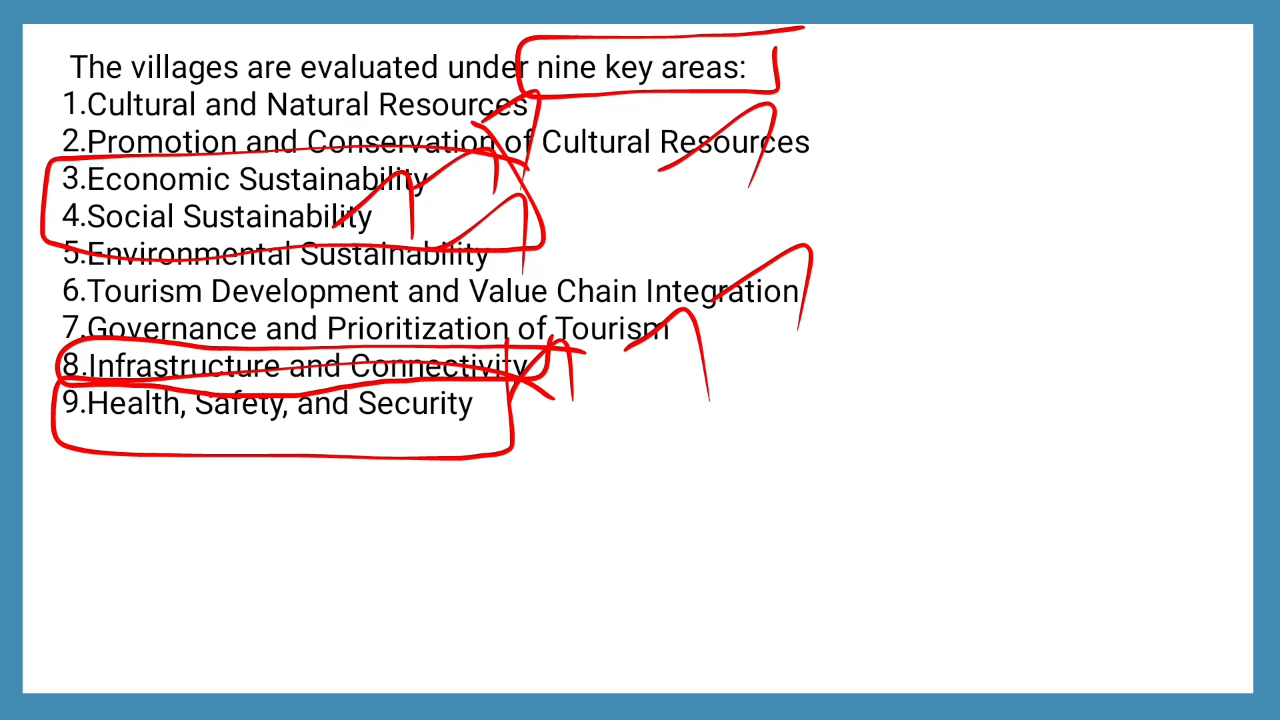 The villages are evaluated under nine key areas:
1.Cultural and Natural Resources
2.Promotion and Conservation of Cultural Resources
3.Economic Sustainability
4.Social Sustainability
5.Environmental Sustainability
6.Tourism Development and Value Chain Integration
7.Governance and Prioritization of Tourism
8.Infrastructure and Connectivity
9.Health, Safety, and Security